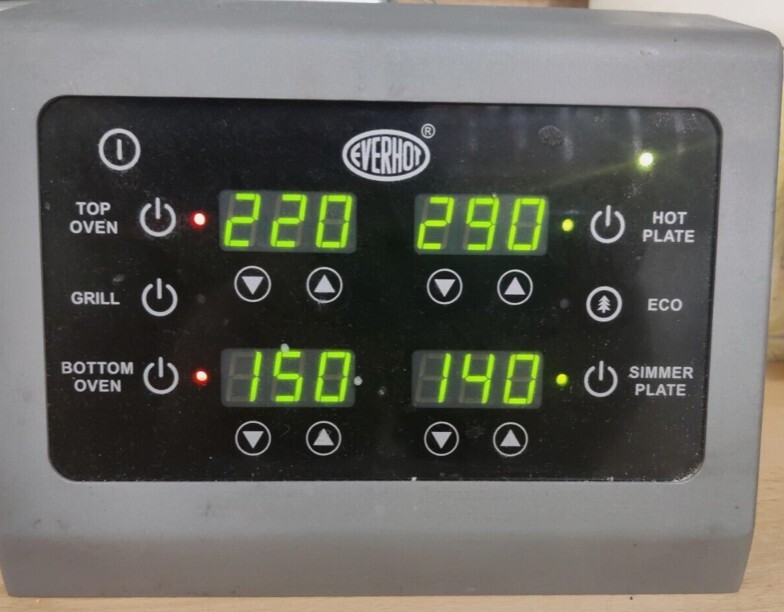 EVERHOT®
TOP
OVEN
220
290
HOT
PLATE
GRILL
ECO
BOTTOM
OVEN
150
140
SIMMER
PLATE